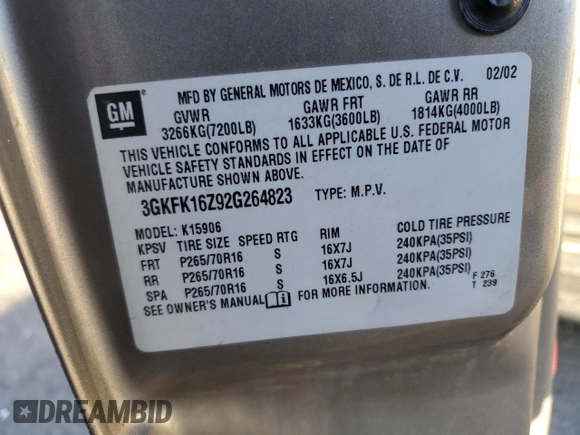 GM
MFD BY GENERAL MOTORS DE MEXICO, S. DE R.L. DE C.V. 02/02
GVWR GAWR FRT GAWR RR
3266KG(7200LB) 1633KG(3600LB) 1814KG(4000LB)
THIS VEHICLE CONFORMS TO ALL APPLICABLE U.S. FEDERAL MOTOR
VEHICLE SAFETY STANDARDS IN EFFECT ON THE DATE OF
MANUFACTURE SHOWN ABOVE.
3GKFK16Z92G264823 TYPE: M.P.V.
MODEL: K15906
KPSV TIRE SIZE SPEED RTG RIM COLD TIRE PRESSURE
FRT P265/70R16 S 16X7J 240KPA(35PSI)
RR P265/70R16 S 16X7J 240KPA(35PSI)
SPA P265/70R16 S 16X6.5J 240KPA(35PSI)
SEE OWNER'S MANUAL i FOR MORE INFORMATION.
F 276
T 239
DREAMBID